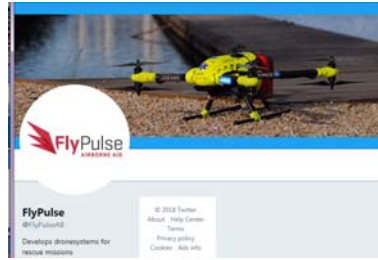 FlyPulse
AIRBORNE AID
FlyPulse
@FlyPulseAB
Develops dronesystems for
rescue missions
© 2018 Twitter
About Help Center
Terms
Privacy policy
Cookies Ads info